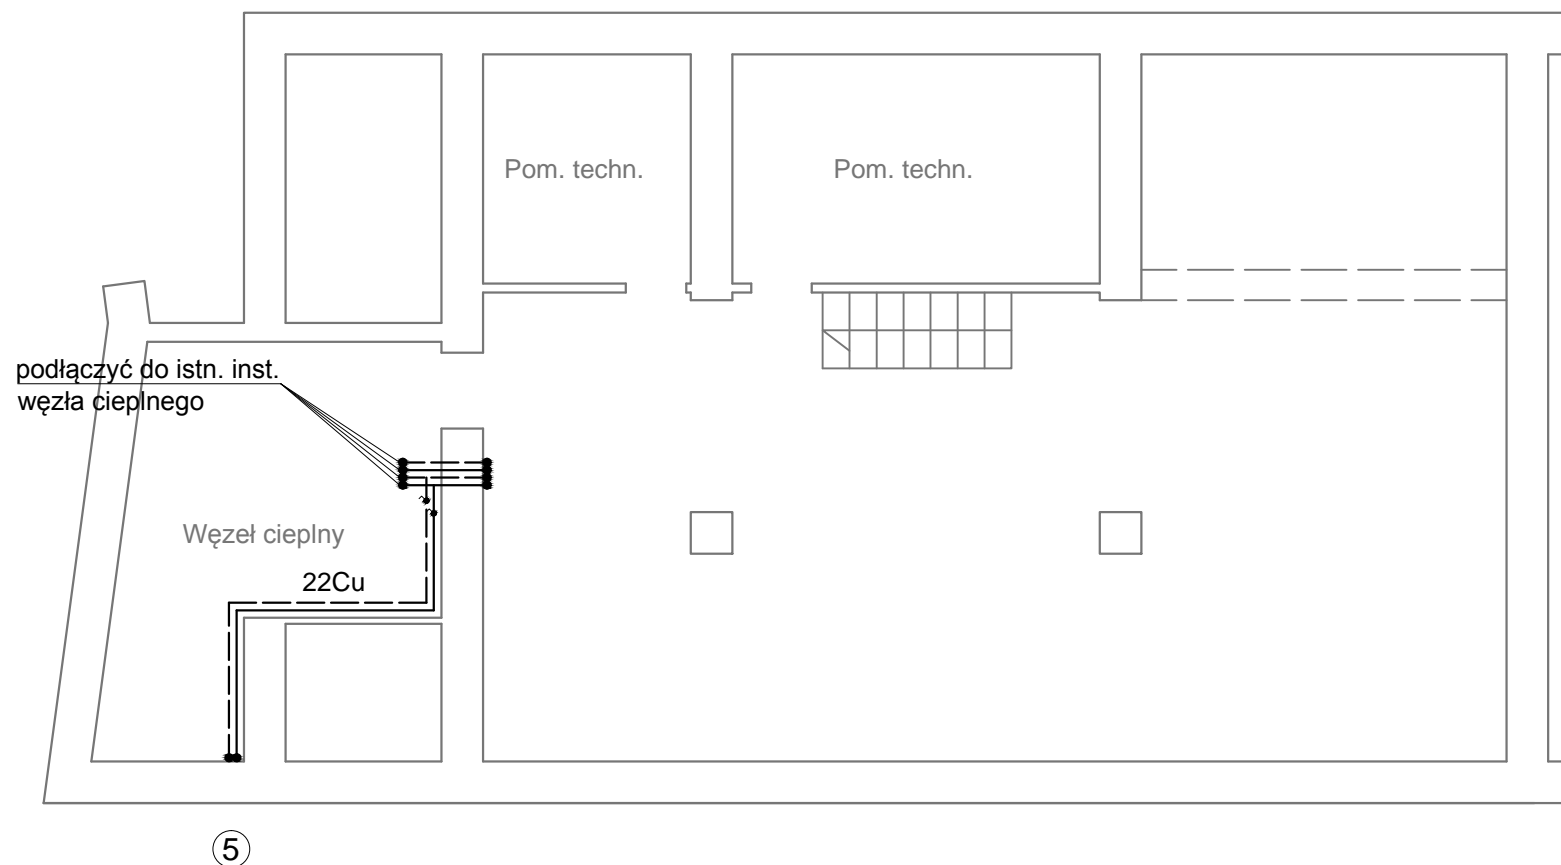 Pom. techn.
Pom. techn.
podłączyć do istn. inst.
węzła cieplnego
Węzeł cieplny
22Cu
5